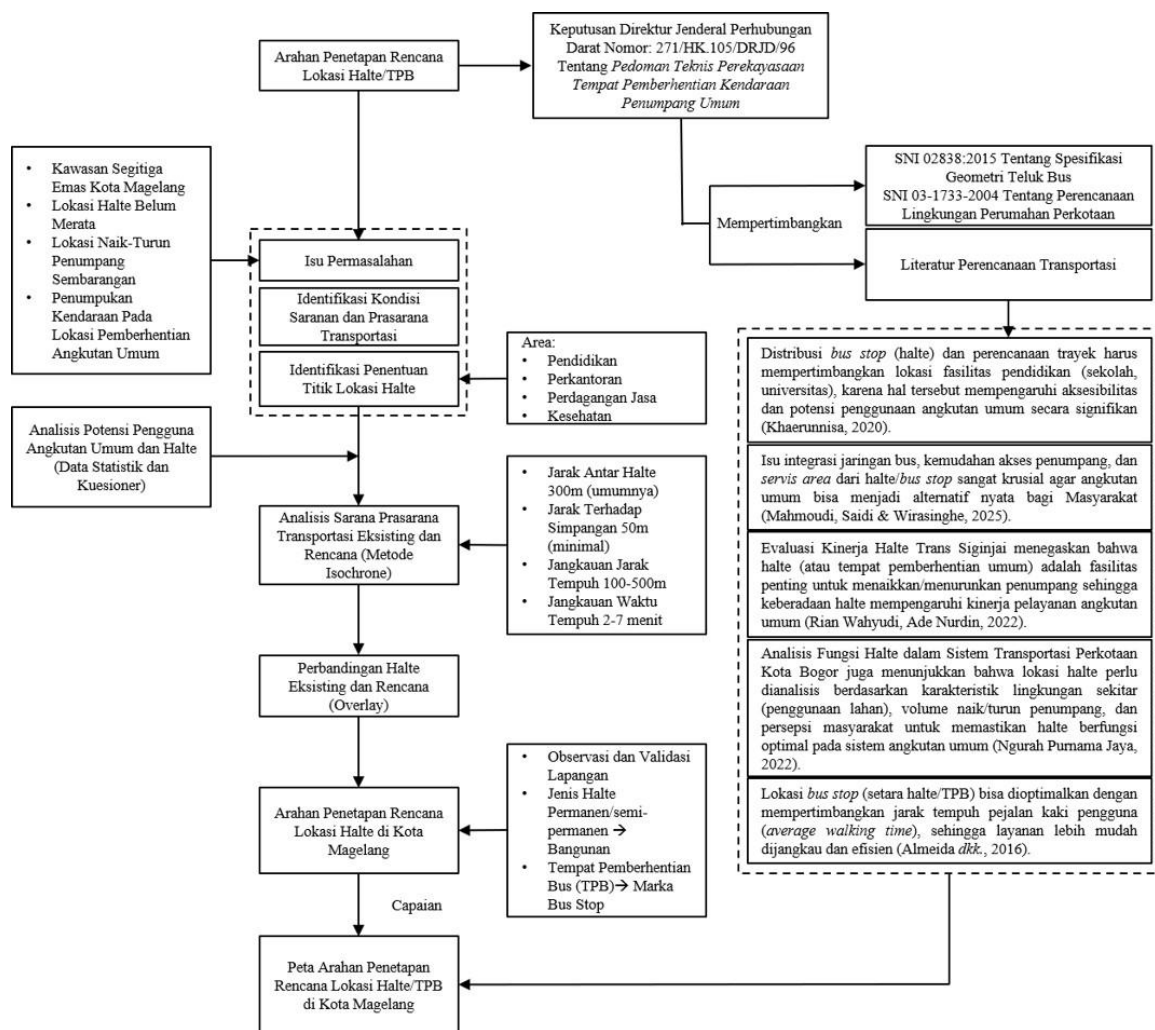 Arahan Penetapan Rencana
Lokasi Halte/TPB
Keputusan Direktur Jenderal Perhubungan
Darat Nomor: 271/HK.105/DRJD/96
Tentang Pedoman Teknis Perekayasaan
Tempat Pemberhentian Kendaraan
Penumpang Umum
SNI 02838:2015 Tentang Spesifikasi
Geometri Teluk Bus
SNI 03-1733-2004 Tentang Perencanaan
Lingkungan Perumahan Perkotaan
Mempertimbangkan
Literatur Perencanaan Transportasi
• Kawasan Segitiga
Emas Kota Magelang
• Lokasi Halte Belum
Merata
• Lokasi Naik-Turun
Penumpang
Sembarangan
• Penumpukan
Kendaraan Pada
Lokasi Pemberhentian
Angkutan Umum
Isu Permasalahan
Identifikasi Kondisi
Saranan dan Prasarana
Transportasi
Identifikasi Penentuan
Titik Lokasi Halte
Area:
• Pendidikan
• Perkantoran
• Perdagangan Jasa
• Kesehatan
Analisis Potensi Pengguna
Angkutan Umum dan Halte
(Data Statistik dan
Kuesioner)
Analisis Sarana Prasarana
Transportasi Eksisting dan
Rencana (Metode
Isochrone)
• Jarak Antar Halte
300m (umumnya)
• Jarak Terhadap
Simpangan 50m
(minimal)
• Jangkauan Jarak
Tempuh 100-500m
• Jangkauan Waktu
Tempuh 2-7 menit
Perbandingan Halte
Eksisting dan Rencana
(Overlay)
Arahan Penetapan Rencana
Lokasi Halte di Kota
Magelang
• Observasi dan Validasi
Lapangan
• Jenis Halte
Permanen/semi-
permanen →
Bangunan
• Tempat Pemberhentian
Bus (TPB)→ Marka
Bus Stop
Capaian
Peta Arahan Penetapan
Rencana Lokasi Halte/TPB
di Kota Magelang
Distribusi bus stop (halte) dan perencanaan trayek harus
mempertimbangkan lokasi fasilitas pendidikan (sekolah,
universitas), karena hal tersebut mempengaruhi aksesibilitas
dan potensi penggunaan angkutan umum secara signifikan
(Khaerunnisa, 2020).
Isu integrasi jaringan bus, kemudahan akses penumpang, dan
servis area dari halte/bus stop sangat krusial agar angkutan
umum bisa menjadi alternatif nyata bagi Masyarakat
(Mahmoudi, Saidi & Wirasinghe, 2025).
Evaluasi Kinerja Halte Trans Siginjai menegaskan bahwa
halte (atau tempat pemberhentian umum) adalah fasilitas
penting untuk menaikkan/menurunkan penumpang sehingga
keberadaan halte mempengaruhi kinerja pelayanan angkutan
umum (Rian Wahyudi, Ade Nurdin, 2022).
Analisis Fungsi Halte dalam Sistem Transportasi Perkotaan
Kota Bogor juga menunjukkan bahwa lokasi halte perlu
dianalisis berdasarkan karakteristik lingkungan sekitar
(penggunaan lahan), volume naik/turun penumpang, dan
persepsi masyarakat untuk memastikan halte berfungsi
optimal pada sistem angkutan umum (Ngurah Purnama Jaya,
2022).
Lokasi bus stop (setara halte/TPB) bisa dioptimalkan dengan
mempertimbangkan jarak tempuh pejalan kaki pengguna
(average walking time), sehingga layanan lebih mudah
dijangkau dan efisien (Almeida dkk., 2016).